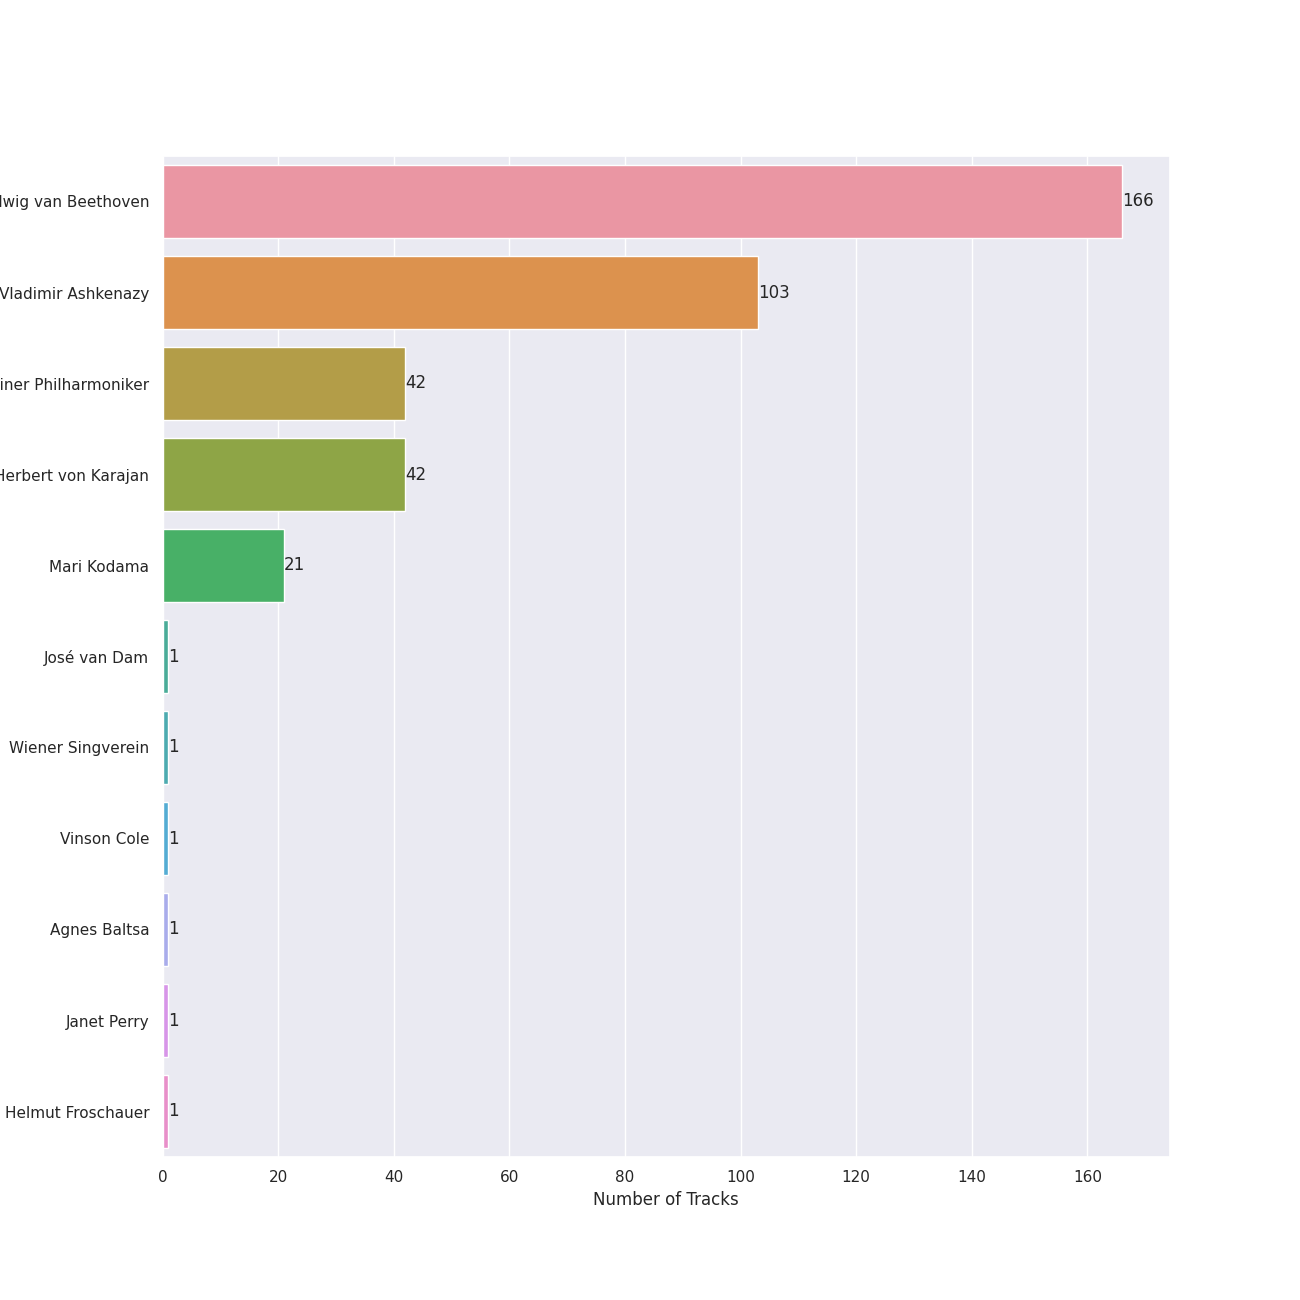 lwig van Beethoven
166
Vladimir Ashkenazy
103
iner Philharmoniker
42
Herbert von Karajan
42
Mari Kodama
21
José van Dam
1
Wiener Singverein
1
Vinson Cole
1
Agnes Baltsa
1
Janet Perry
1
Helmut Froschauer
1
0 20 40 60 80 100 120 140 160
Number of Tracks